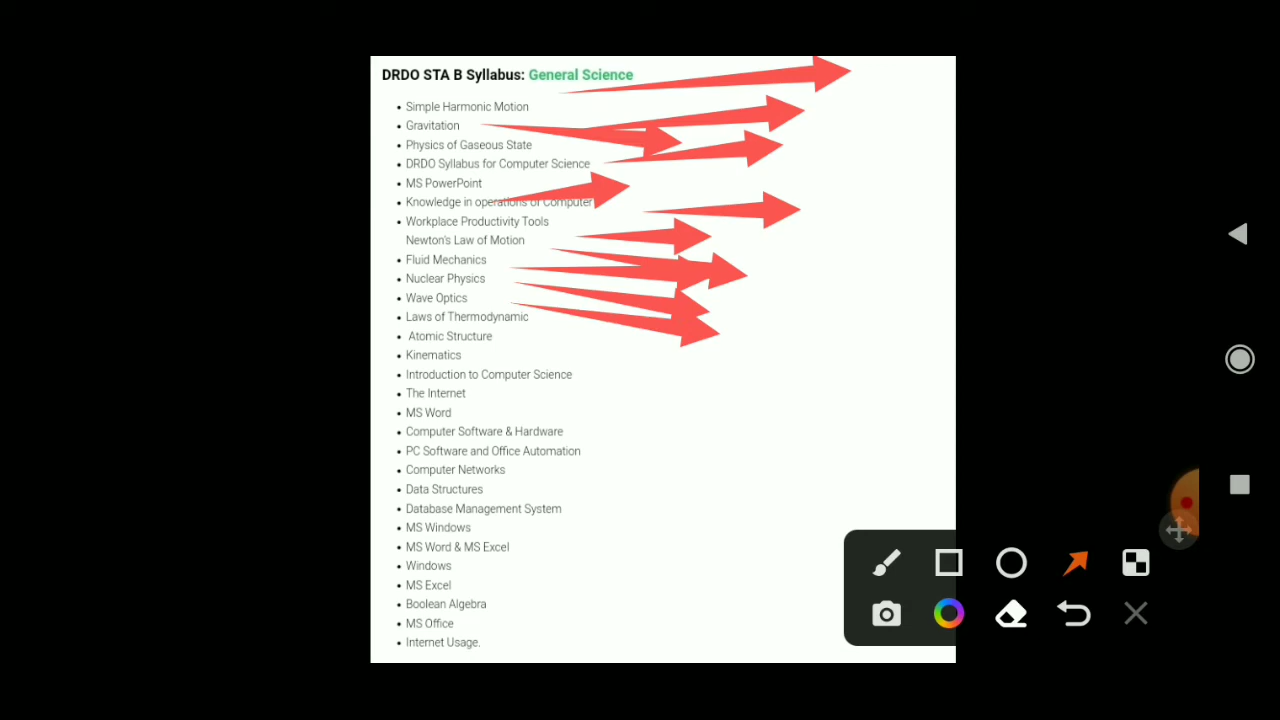 DRDO STA B Syllabus: General Science
• Simple Harmonic Motion
• Gravitation
• Physics of Gaseous State
• DRDO Syllabus for Computer Science
• MS PowerPoint
• Knowledge in operations of Computer
• Workplace Productivity Tools
Newton's Law of Motion
• Fluid Mechanics
• Nuclear Physics
• Wave Optics
• Laws of Thermodynamic
• Atomic Structure
• Kinematics
• Introduction to Computer Science
• The Internet
• MS Word
• Computer Software & Hardware
• PC Software and Office Automation
• Computer Networks
• Data Structures
• Database Management System
• MS Windows
• MS Word & MS Excel
• Windows
• MS Excel
• Boolean Algebra
• MS Office
• Internet Usage.